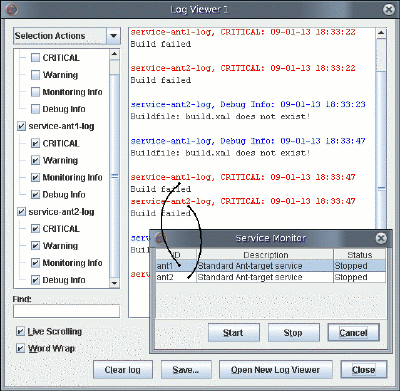 Log Viewer 1
Selection Actions
CRITICAL
Warning
Monitoring Info
Debug Info
service-ant1-log
CRITICAL
Warning
Monitoring Info
Debug Info
service-ant2-log
CRITICAL
Warning
Monitoring Info
Debug Info
Find:
Live Scrolling
Word Wrap
service-ant1-log, CRITICAL: 09-01-13 18:33:22
Build failed
service-ant2-log, CRITICAL: 09-01-13 18:33:22
Build failed
service-ant2-log, Debug Info: 09-01-13 18:33:23
Buildfile: build.xml does not exist!
service-ant1-log, Debug Info: 09-01-13 18:33:47
Buildfile: build.xml does not exist!
service-ant1-log, CRITICAL: 09-01-13 18:33:47
Build failed
service-ant2-log, CRITICAL: 09-01-13 18:33:47
Build failed
Service Monitor
ID Description Status
ant1 Standard Ant-target service Stopped
ant2 Standard Ant-target service Stopped
Start Stop Cancel
Clear log Save... Open New Log Viewer Close